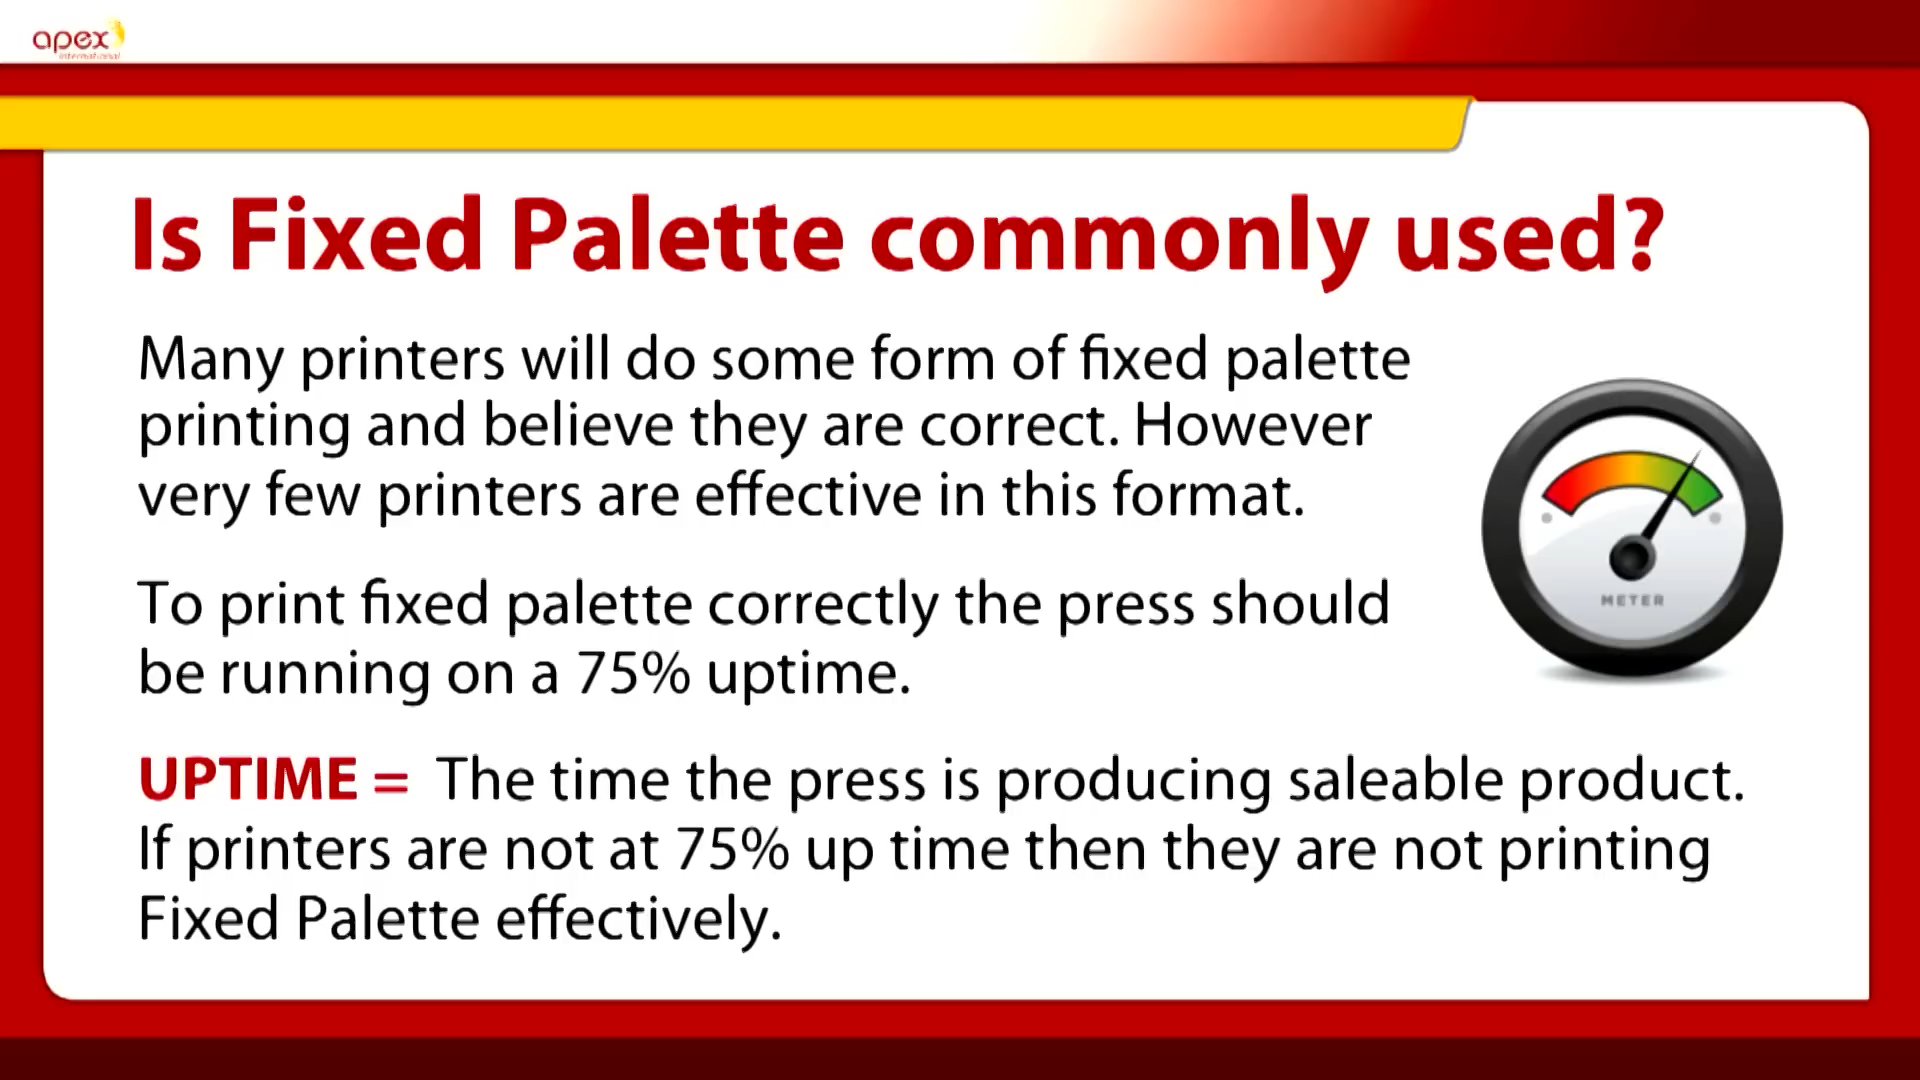 apex
international
Is Fixed Palette commonly used?
Many printers will do some form of fixed palette
printing and believe they are correct. However
very few printers are effective in this format.
To print fixed palette correctly the press should
be running on a 75% uptime.
METER
UPTIME = The time the press is producing saleable product.
If printers are not at 75% up time then they are not printing
Fixed Palette effectively.